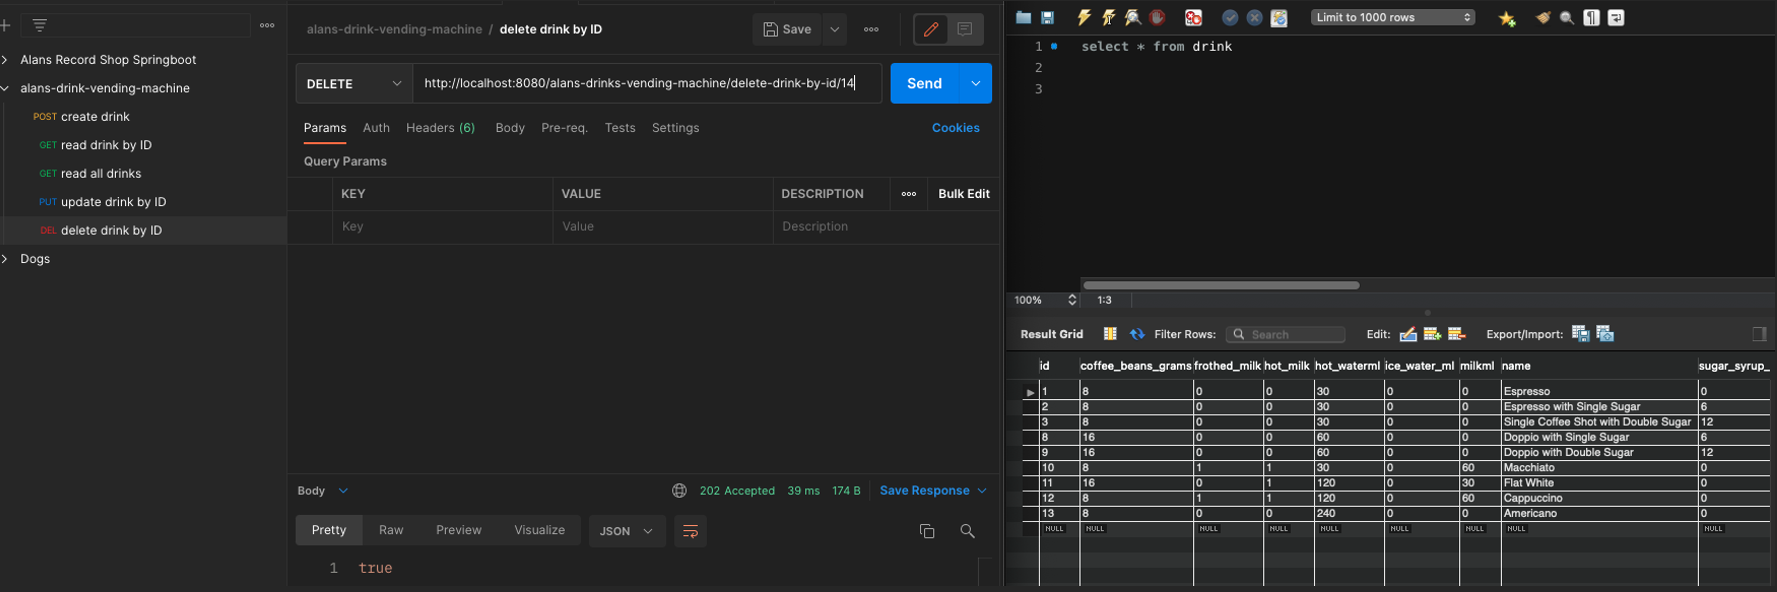 Alans Record Shop Springboot
alans-drink-vending-machine
POST create drink
GET read drink by ID
GET read all drinks
PUT update drink by ID
DEL delete drink by ID
Dogs
alans-drink-vending-machine / delete drink by ID
Save
DELETE http://localhost:8080/alans-drinks-vending-machine/delete-drink-by-id/14 Send
Params Auth Headers (6) Body Pre-req. Tests Settings Cookies
Query Params
KEY VALUE DESCRIPTION Bulk Edit
Key Value Description
Body 202 Accepted 39 ms 174 B Save Response
Pretty Raw Preview Visualize JSON
1 true
Limit to 1000 rows
1 select * from drink
2
3
100% 1:3
Result Grid Filter Rows: Search Edit: Export/Import:
id coffee_beans_grams frothed_milk hot_milk hot_waterml ice_water_ml milkml name sugar_syrup_
1 8 0 0 30 0 0 Espresso 0
2 8 0 0 30 0 0 Espresso with Single Sugar 6
3 8 0 0 30 0 0 Single Coffee Shot with Double Sugar 12
8 16 0 0 60 0 0 Doppio with Single Sugar 6
9 16 0 0 60 0 0 Doppio with Double Sugar 12
10 8 1 1 30 0 60 Macchiato 0
11 16 0 1 120 0 30 Flat White 0
12 8 1 1 120 0 60 Cappuccino 0
13 8 0 0 240 0 0 Americano 0
NULL NULL NULL NULL NULL NULL NULL NULL NULL